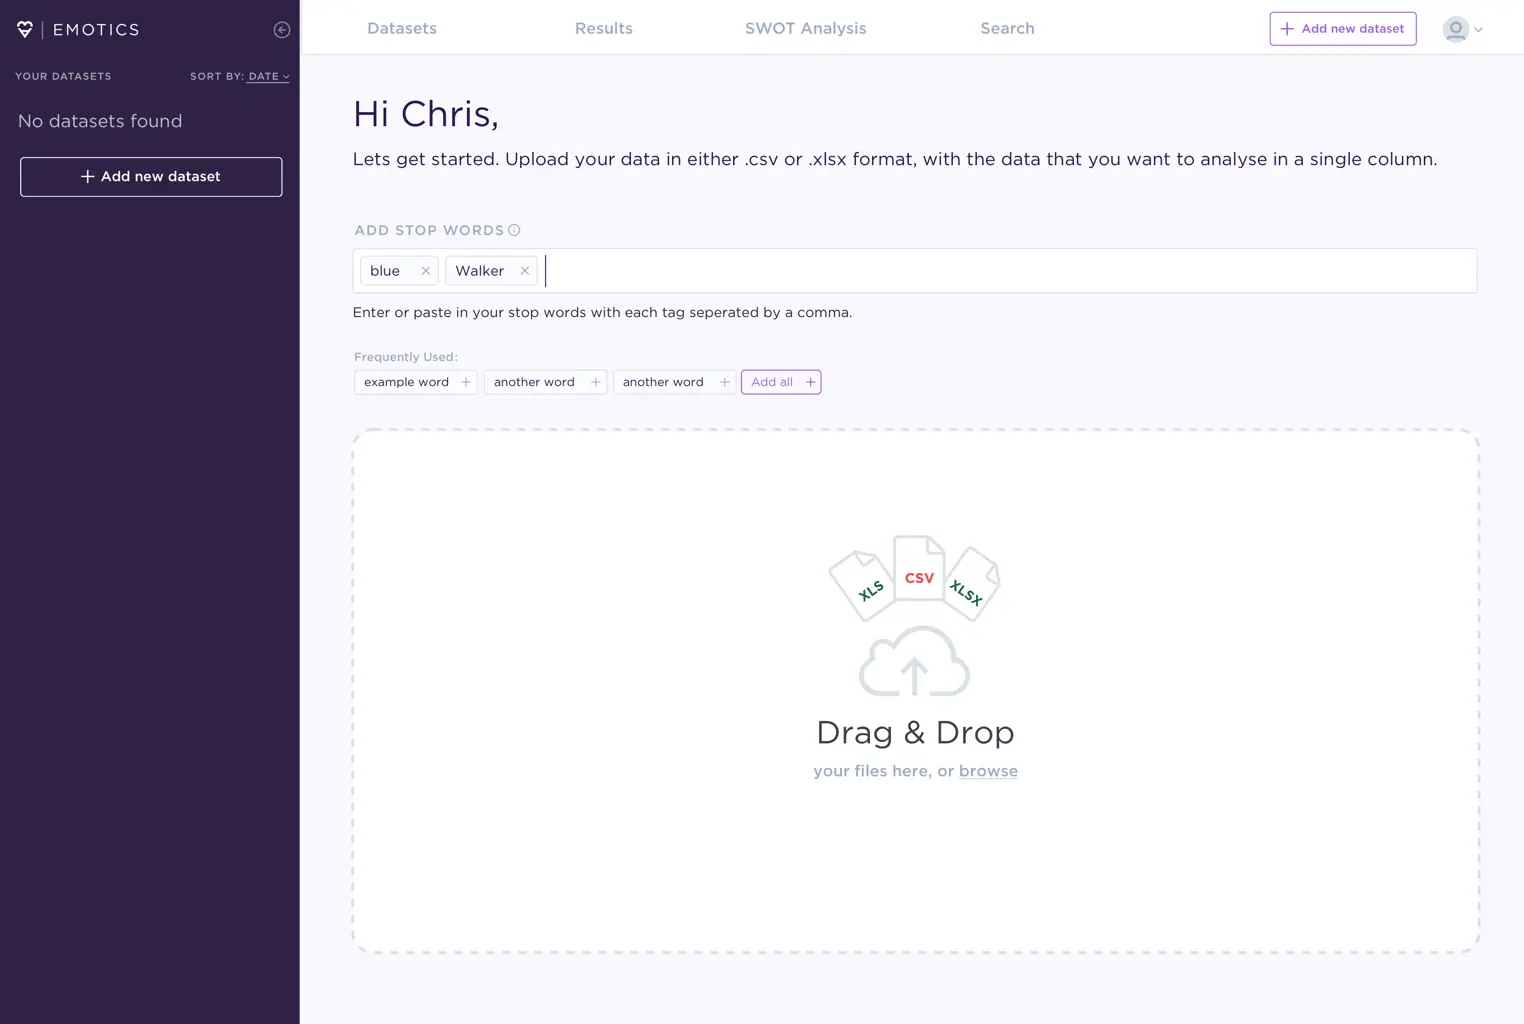 EMOTICS
YOUR DATASETS
SORT BY: DATE
No datasets found
Add new dataset
Datasets
Results
SWOT Analysis
Search
Add new dataset
Hi Chris,
Lets get started. Upload your data in either .csv or .xlsx format, with the data that you want to analyse in a single column.
ADD STOP WORDS
blue
Walker
Enter or paste in your stop words with each tag seperated by a comma.
Frequently Used:
example word
another word
another word
Add all
XLS
CSV
XLSX
Drag & Drop
your files here, or browse